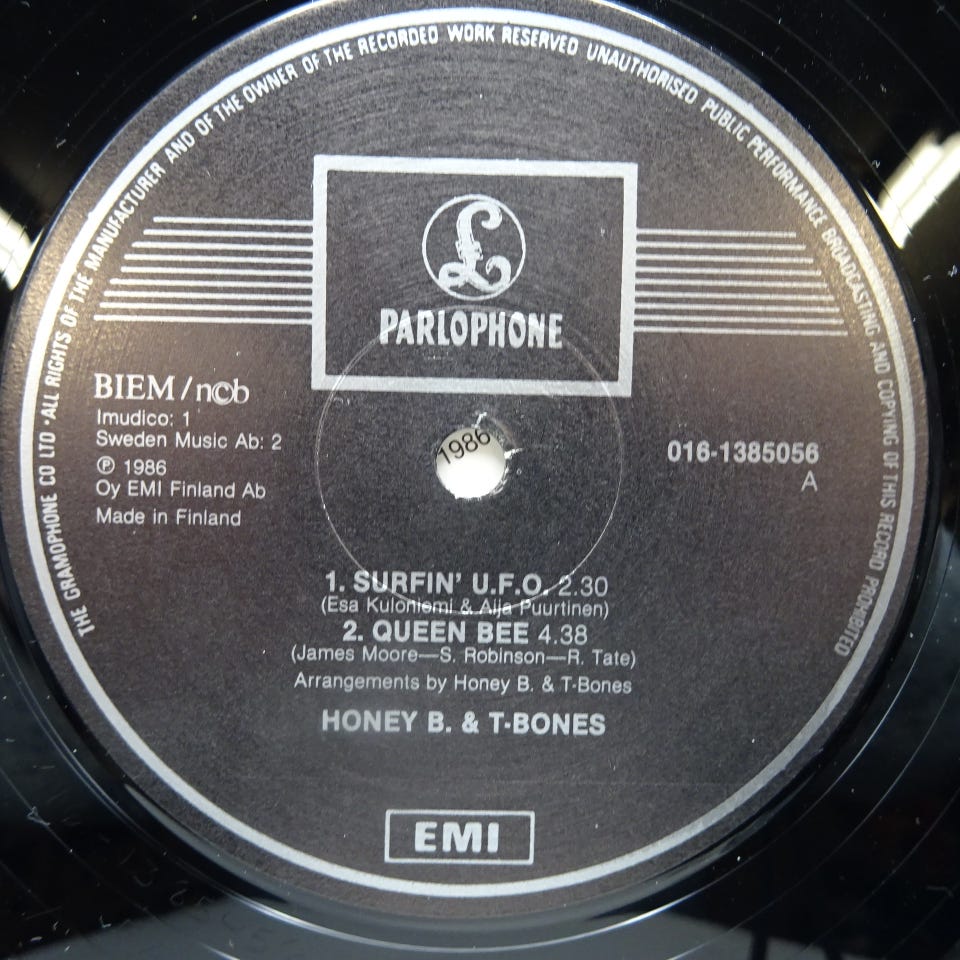 THE GRAMOPHONE CO LTD · ALL RIGHTS OF THE MANUFACTURER AND OF THE OWNER OF THE RECORDED WORK RESERVED UNAUTHORISED PUBLIC PERFORMANCE BROADCASTING AND COPYING OF THIS RECORD PROHIBITED
£
PARLOPHONE
BIEM/n©b
Imudico: 1
Sweden Music Ab: 2
℗ 1986
Oy EMI Finland Ab
Made in Finland
1986
016-1385056
A
1. SURFIN' U.F.O. 2.30
(Esa Kuloniemi & Aija Puurtinen)
2. QUEEN BEE 4.38
(James Moore—S. Robinson—R. Tate)
Arrangements by Honey B. & T-Bones
HONEY B. & T-BONES
EMI